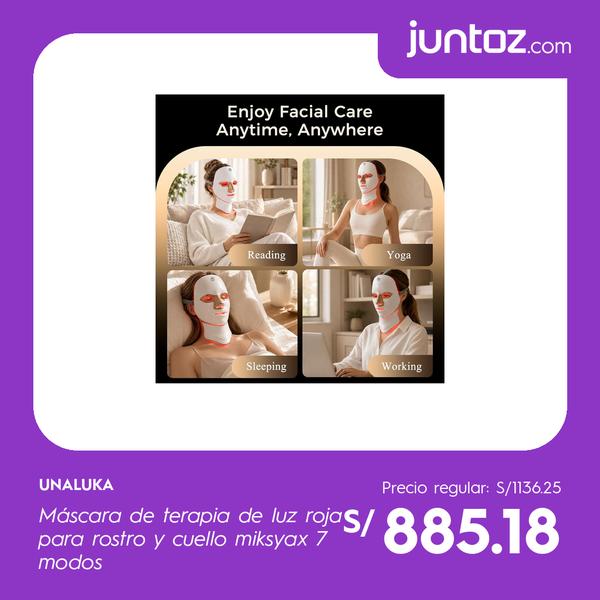 juntoz.com
Enjoy Facial Care
Anytime, Anywhere
Reading
Yoga
Sleeping
Working
UNALUKA
Máscara de terapia de luz roja
para rostro y cuello miksyax 7
modos
Precio regular: S/1136.25
S/ 885.18